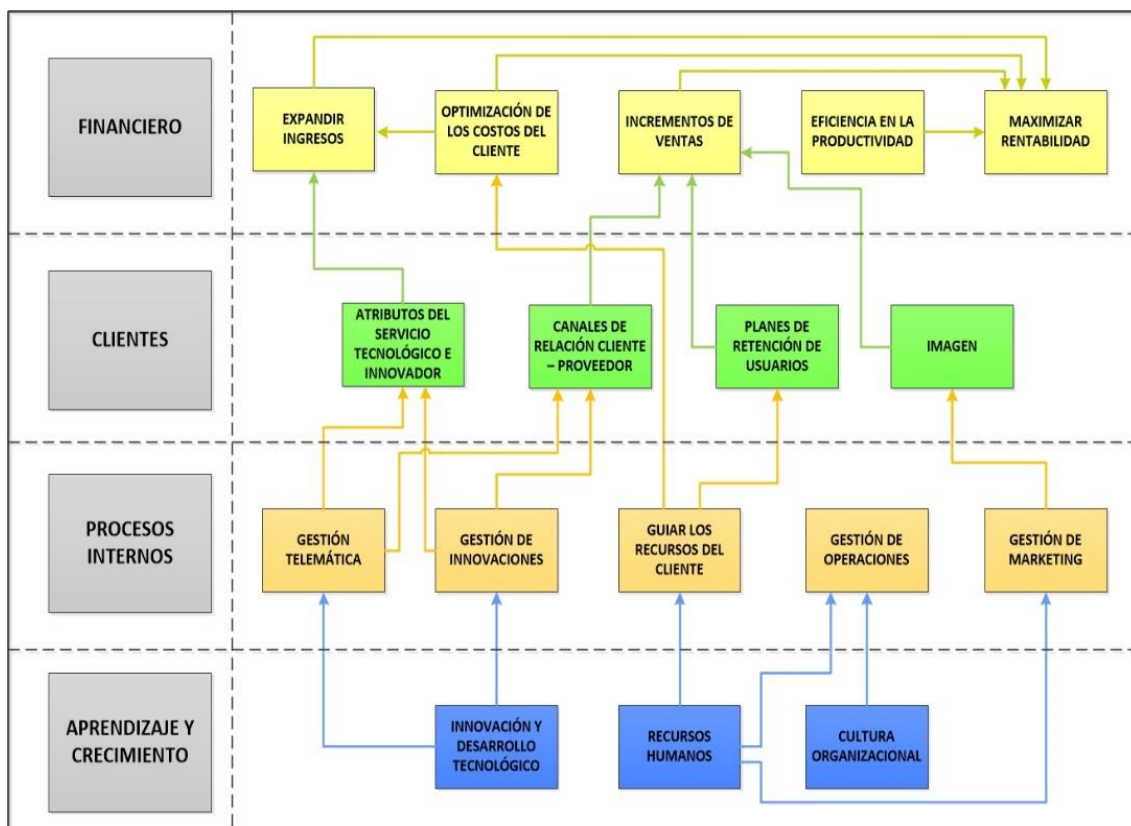 FINANCIERO
EXPANDIR
INGRESOS
OPTIMIZACIÓN DE
LOS COSTOS DEL
CLIENTE
INCREMENTOS DE
VENTAS
EFICIENCIA EN LA
PRODUCTIVIDAD
MAXIMIZAR
RENTABILIDAD
CLIENTES
ATRIBUTOS DEL
SERVICIO
TECNOLÓGICO E
INNOVADOR
CANALES DE
RELACIÓN CLIENTE
– PROVEEDOR
PLANES DE
RETENCIÓN DE
USUARIOS
IMAGEN
PROCESOS
INTERNOS
GESTIÓN
TELEMÁTICA
GESTIÓN DE
INNOVACIONES
GUIAR LOS
RECURSOS DEL
CLIENTE
GESTIÓN DE
OPERACIONES
GESTIÓN DE
MARKETING
APRENDIZAJE Y
CRECIMIENTO
INNOVACIÓN Y
DESARROLLO
TECNOLÓGICO
RECURSOS
HUMANOS
CULTURA
ORGANIZACIONAL